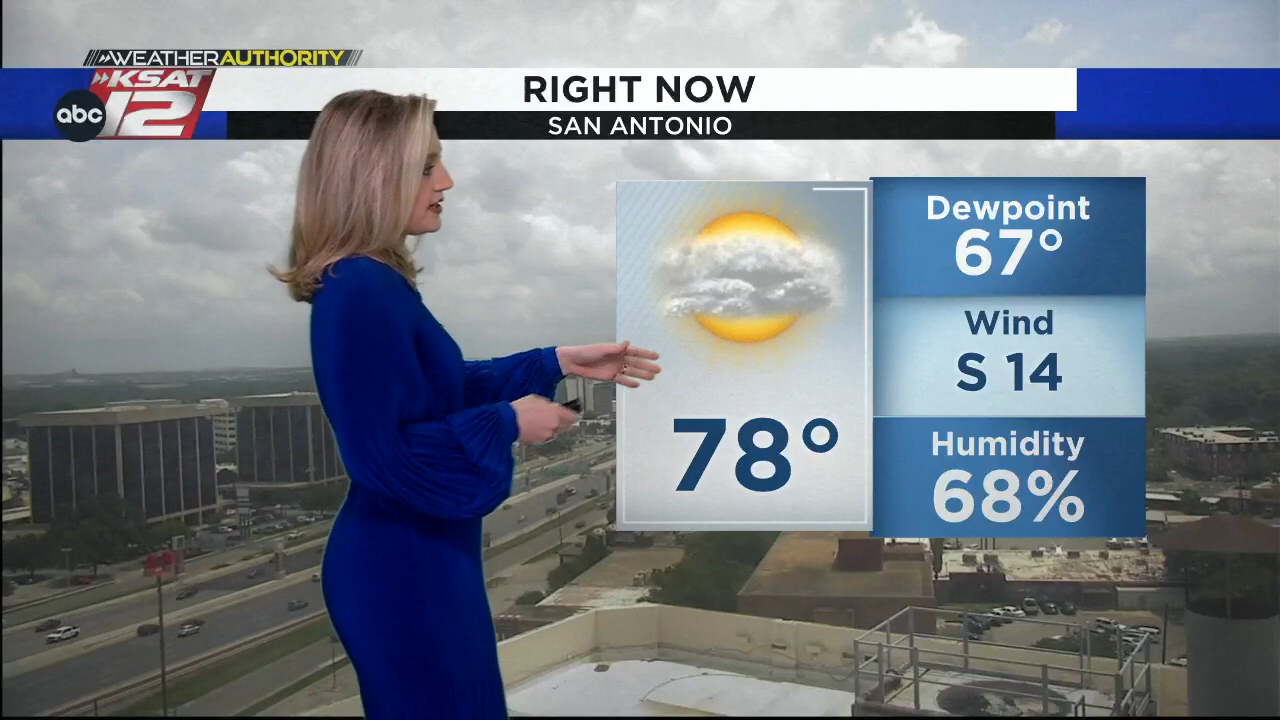 WEATHERAUTHORITY
KSAT
abc 12
RIGHT NOW
SAN ANTONIO
Dewpoint
67°
Wind
S 14
78°
Humidity
68%